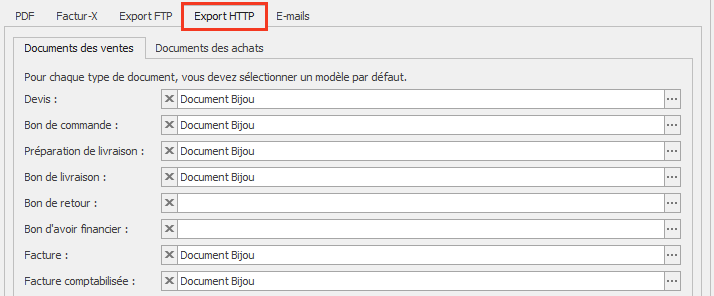 PDF Factur-X Export FTP Export HTTP E-mails
Documents des ventes Documents des achats
Pour chaque type de document, vous devez sélectionner un modèle par défaut.
Devis : Document Bijou ...
Bon de commande : Document Bijou ...
Préparation de livraison : Document Bijou ...
Bon de livraison : Document Bijou ...
Bon de retour : ...
Bon d'avoir financier : ...
Facture : Document Bijou ...
Facture comptabilisée : Document Bijou ...